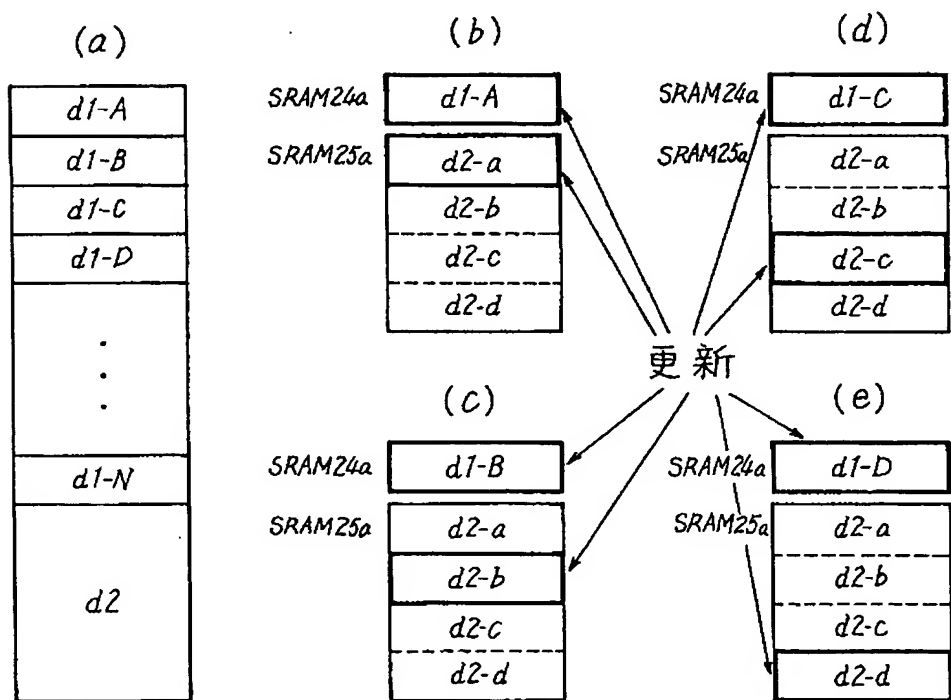 (a)
d1-A
d1-B
d1-C
d1-D
d1-N
d2
(b)
SRAM24a
d1-A
SRAM25a
d2-a
d2-b
d2-c
d2-d
(d)
SRAM24a
d1-C
SRAM25a
d2-a
d2-b
d2-c
d2-d
更新
(c)
SRAM24a
d1-B
SRAM25a
d2-a
d2-b
d2-c
d2-d
(e)
SRAM24a
d1-D
SRAM25a
d2-a
d2-b
d2-c
d2-d